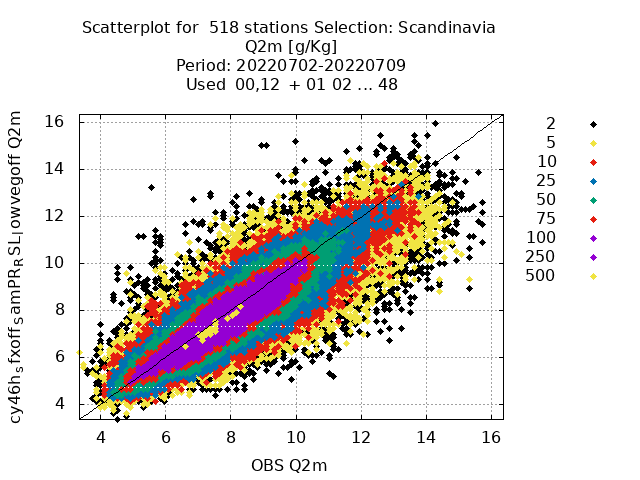 Scatterplot for 518 stations Selection: Scandinavia
Q2m [g/Kg]
Period: 20220702-20220709
Used 00,12 + 01 02 ... 48
cy46hsfxoffsamPRRSLlowvegoff Q2m
16
14
12
10
8
6
4
4 6 8 10 12 14 16
OBS Q2m
2
5
10
25
50
75
100
250
500